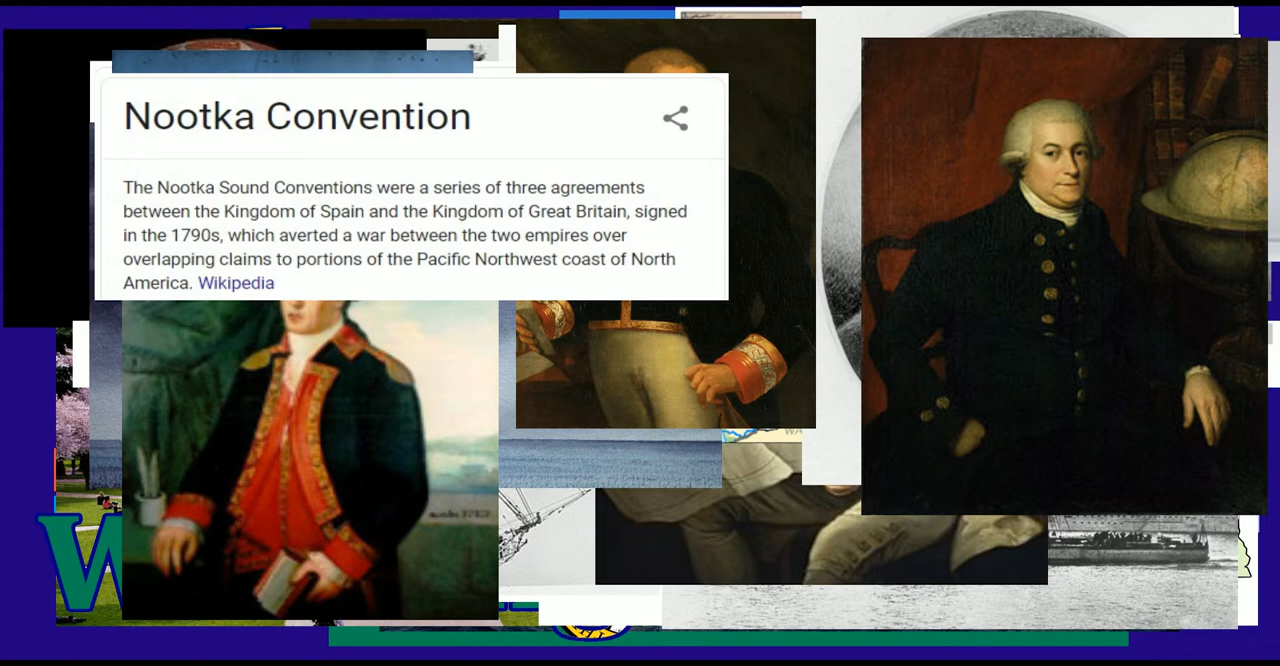 Nootka Convention
The Nootka Sound Conventions were a series of three agreements
between the Kingdom of Spain and the Kingdom of Great Britain, signed
in the 1790s, which averted a war between the two empires over
overlapping claims to portions of the Pacific Northwest coast of North
America. Wikipedia
WA
W